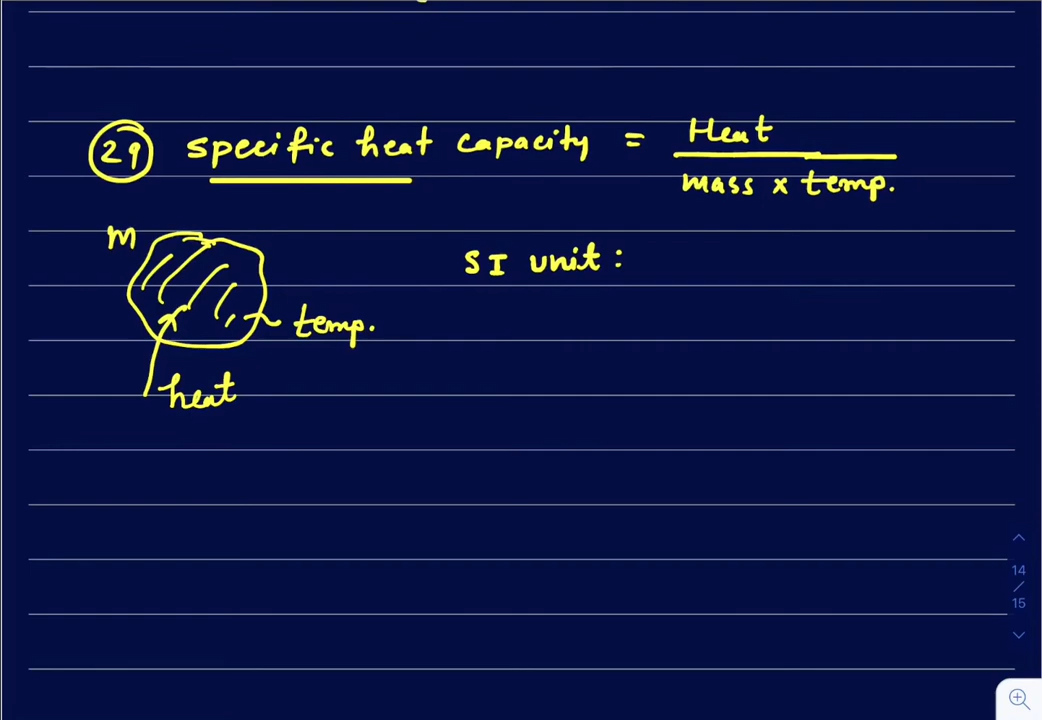 29 specific heat capacity = Heat / mass x temp.
m
SI unit :
temp.
heat
14
/
15